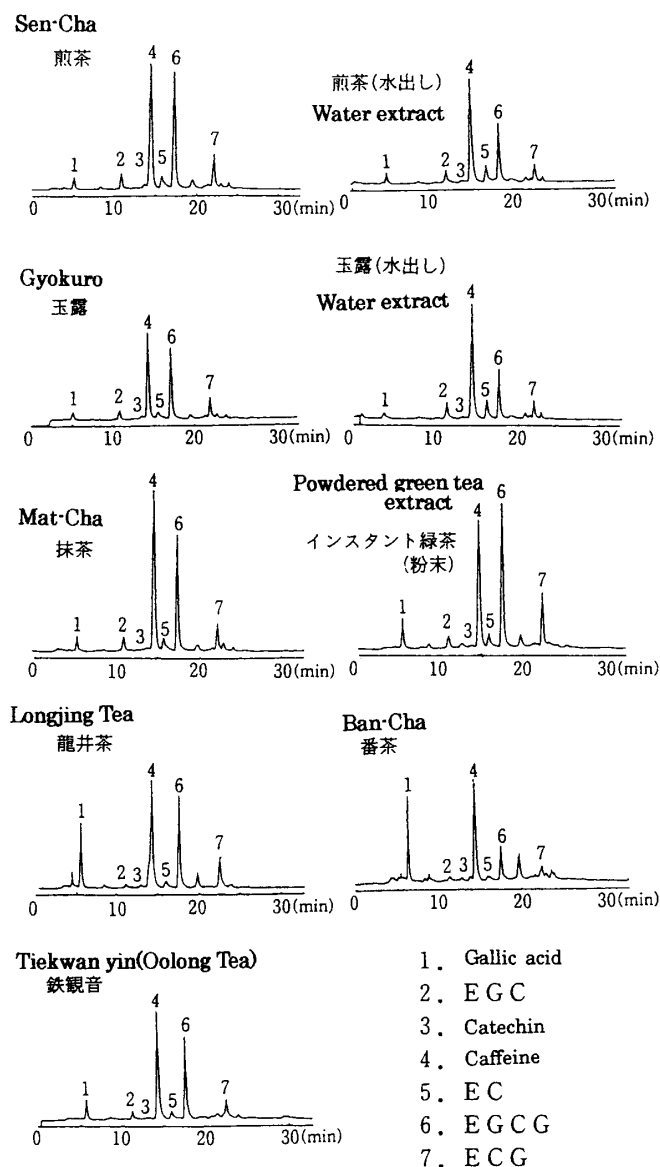 Sen-Cha
煎茶
1 2 3 4 5 6 7
0 10 20 30(min)
煎茶(水出し)
Water extract
1 2 3 4 5 6 7
0 10 20 30(min)
Gyokuro
玉露
1 2 3 4 5 6 7
0 10 20 30(min)
玉露(水出し)
Water extract
1 2 3 4 5 6 7
0 10 20 30(min)
Mat-Cha
抹茶
1 2 3 4 5 6 7
0 10 20 30(min)
Powdered green tea
extract
インスタント緑茶
(粉末)
1 2 3 4 5 6 7
0 10 20 30(min)
Longjing Tea
龍井茶
1 2 3 4 5 6 7
0 10 20 30(min)
Ban-Cha
番茶
1 2 3 4 5 6 7
0 10 20 30(min)
Tiekwan yin(Oolong Tea)
鉄観音
1 2 3 4 5 6 7
0 10 20 30(min)
1. Gallic acid
2. EGC
3. Catechin
4. Caffeine
5. EC
6. EGCG
7. ECG